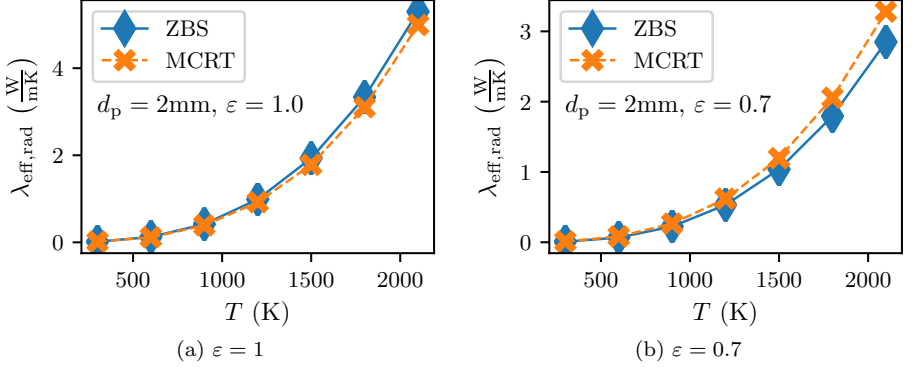 ZBS
MCRT
d_p = 2mm, ε = 1.0
λ_eff,rad (W/mK)
4
2
0
500
1000
1500
2000
T (K)
(a) ε = 1
ZBS
MCRT
d_p = 2mm, ε = 0.7
λ_eff,rad (W/mK)
3
2
1
0
500
1000
1500
2000
T (K)
(b) ε = 0.7